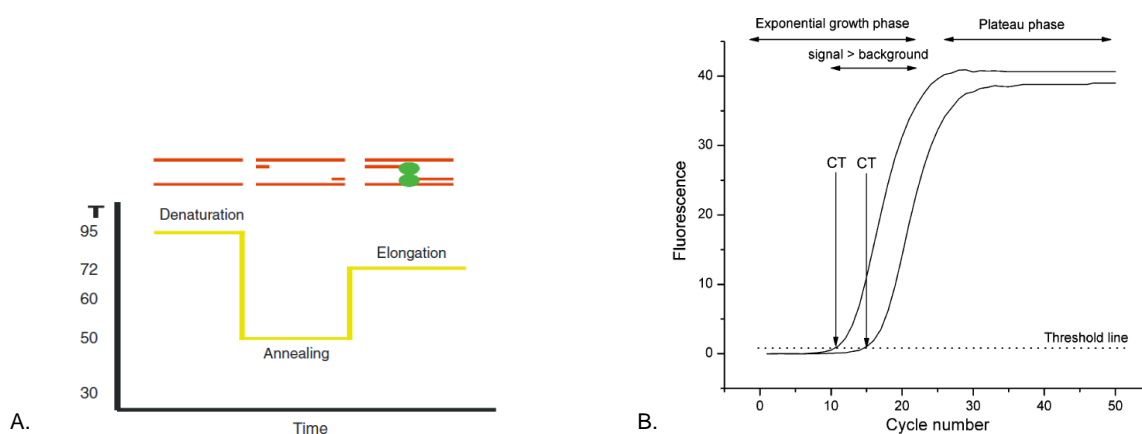 T
Denaturation
95
Elongation
72
60
50
Annealing
30
Time
A.
Exponential growth phase
Plateau phase
signal > background
40
CT CT
30
Fluorescence
20
10
Threshold line
0
0 10 20 30 40 50
Cycle number
B.